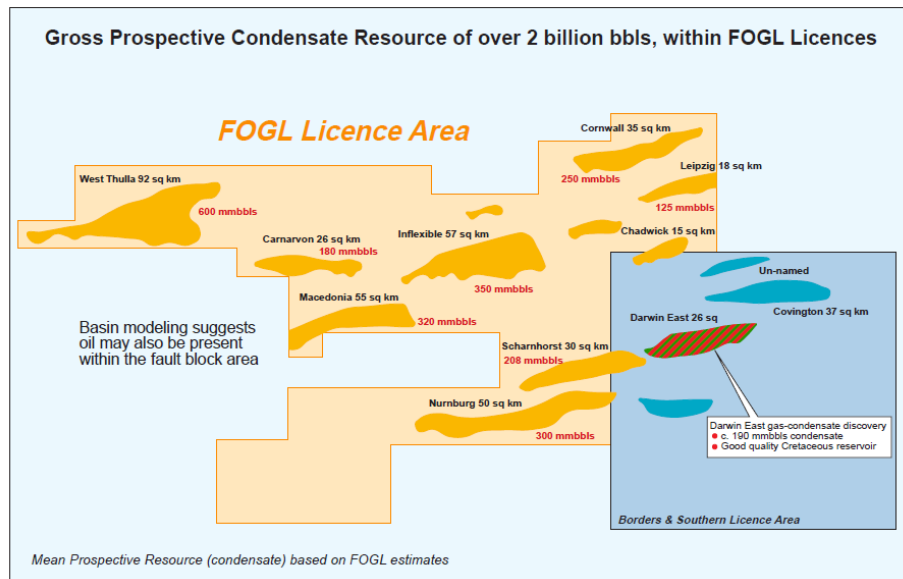 Gross Prospective Condensate Resource of over 2 billion bbls, within FOGL Licences
FOGL Licence Area
Cornwall 35 sq km
250 mmbbls
Leipzig 18 sq km
125 mmbbls
West Thulla 92 sq km
600 mmbbls
Chadwick 15 sq km
Inflexible 57 sq km
350 mmbbls
Carnarvon 26 sq km
180 mmbbls
Un-named
Macedonia 55 sq km
320 mmbbls
Covington 37 sq km
Darwin East 26 sq
Basin modeling suggests
oil may also be present
within the fault block area
Scharnhorst 30 sq km
208 mmbbls
Nurnburg 50 sq km
300 mmbbls
Darwin East gas-condensate discovery
c. 190 mmbbls condensate
Good quality Cretaceous reservoir
Borders & Southern Licence Area
Mean Prospective Resource (condensate) based on FOGL estimates